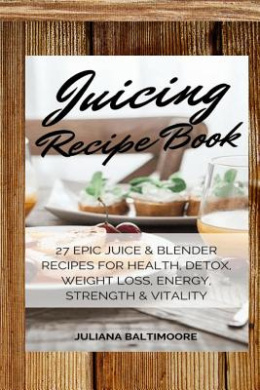 Juicing
Recipe Book
27 EPIC JUICE & BLENDER
RECIPES FOR HEALTH, DETOX,
WEIGHT LOSS, ENERGY,
STRENGTH & VITALITY
JULIANA BALTIMOORE